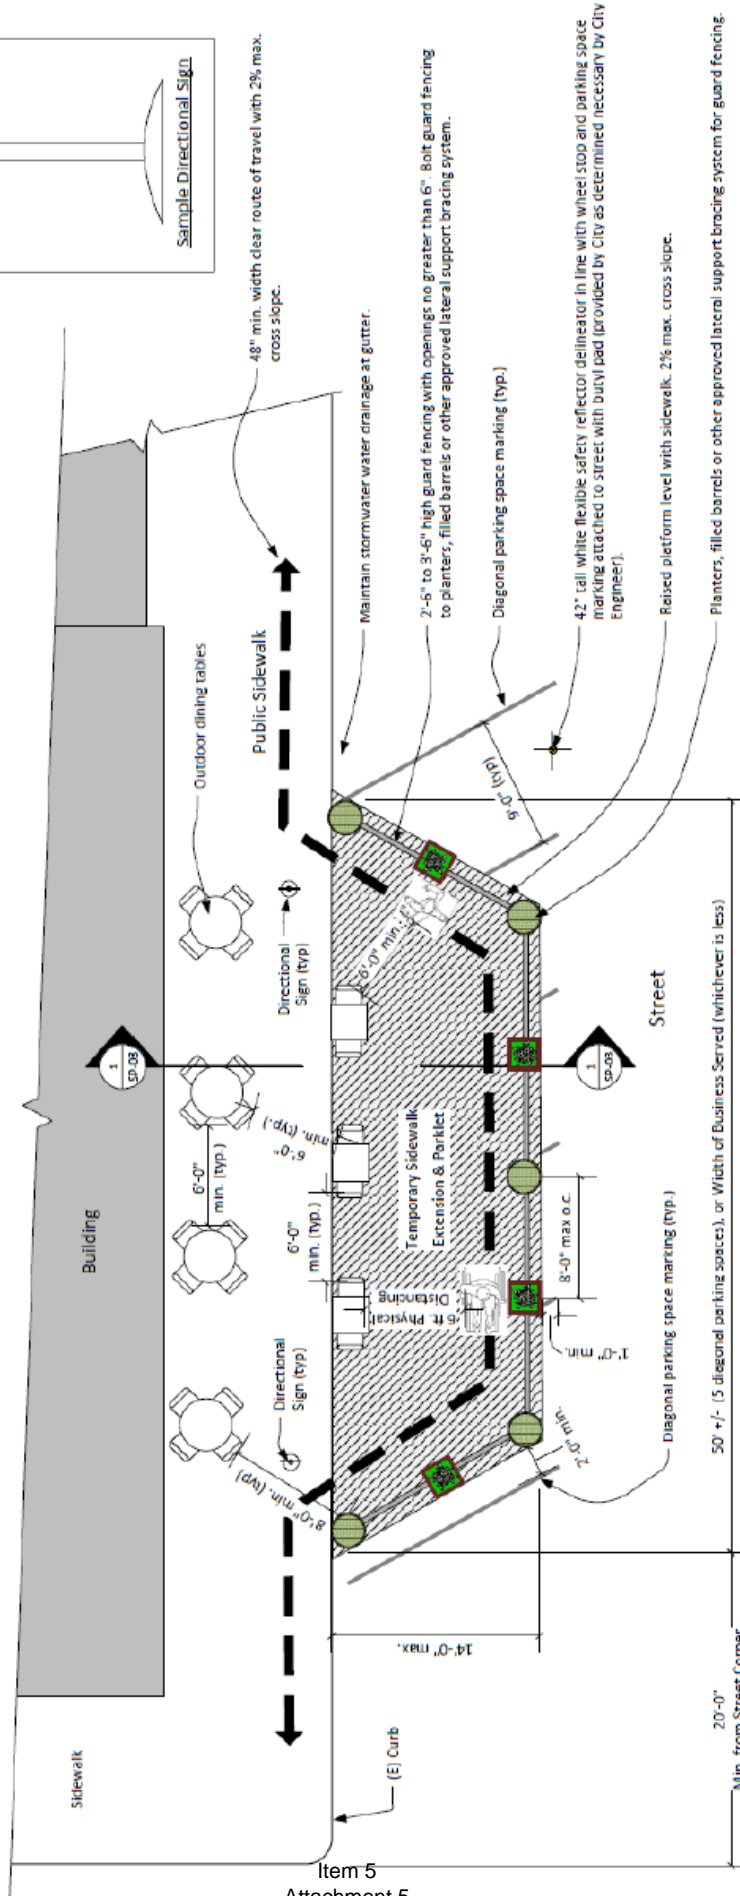 Sample Directional Sign
48" min. width clear route of travel with 2% max.
cross slope.
Maintain stormwater water drainage at gutter.
2'-6" to 3'-6" high guard fencing with openings no greater than 6". Bolt guard fencing
to planters, filled barrels or other approved lateral support bracing system.
Diagonal parking space marking (typ.)
42" tall white flexible safety reflector delineator in line with wheel stop and parking space
marking attached to street with butyl pad (provided by City as determined necessary by City
Engineer).
Raised platform level with sidewalk. 2% max. cross slope.
Planters, filled barrels or other approved lateral support bracing system for guard fencing.
Outdoor dining tables
Public Sidewalk
Building
Sidewalk
1
SP-03
Directional
Sign (typ)
6'-0"
min. (typ.)
6'-0"
min. (typ.)
6'-0"
min. (typ.)
6'-0" min.
9'-0" (typ)
Directional
Sign (typ)
8'-0" min. (typ)
Temporary Sidewalk
Extension & Parklet
6 ft. Physical
Distancing
8'-0" max o.c.
1'-0" min.
2'-0" min.
14'-0" max.
1
SP-03
Street
Diagonal parking space marking (typ.)
(E) Curb
50' +/- (5 diagonal parking spaces), or Width of Business Served (whichever is less)
20'-0"
Min. from Street Corner
Item 5
Attachment 5